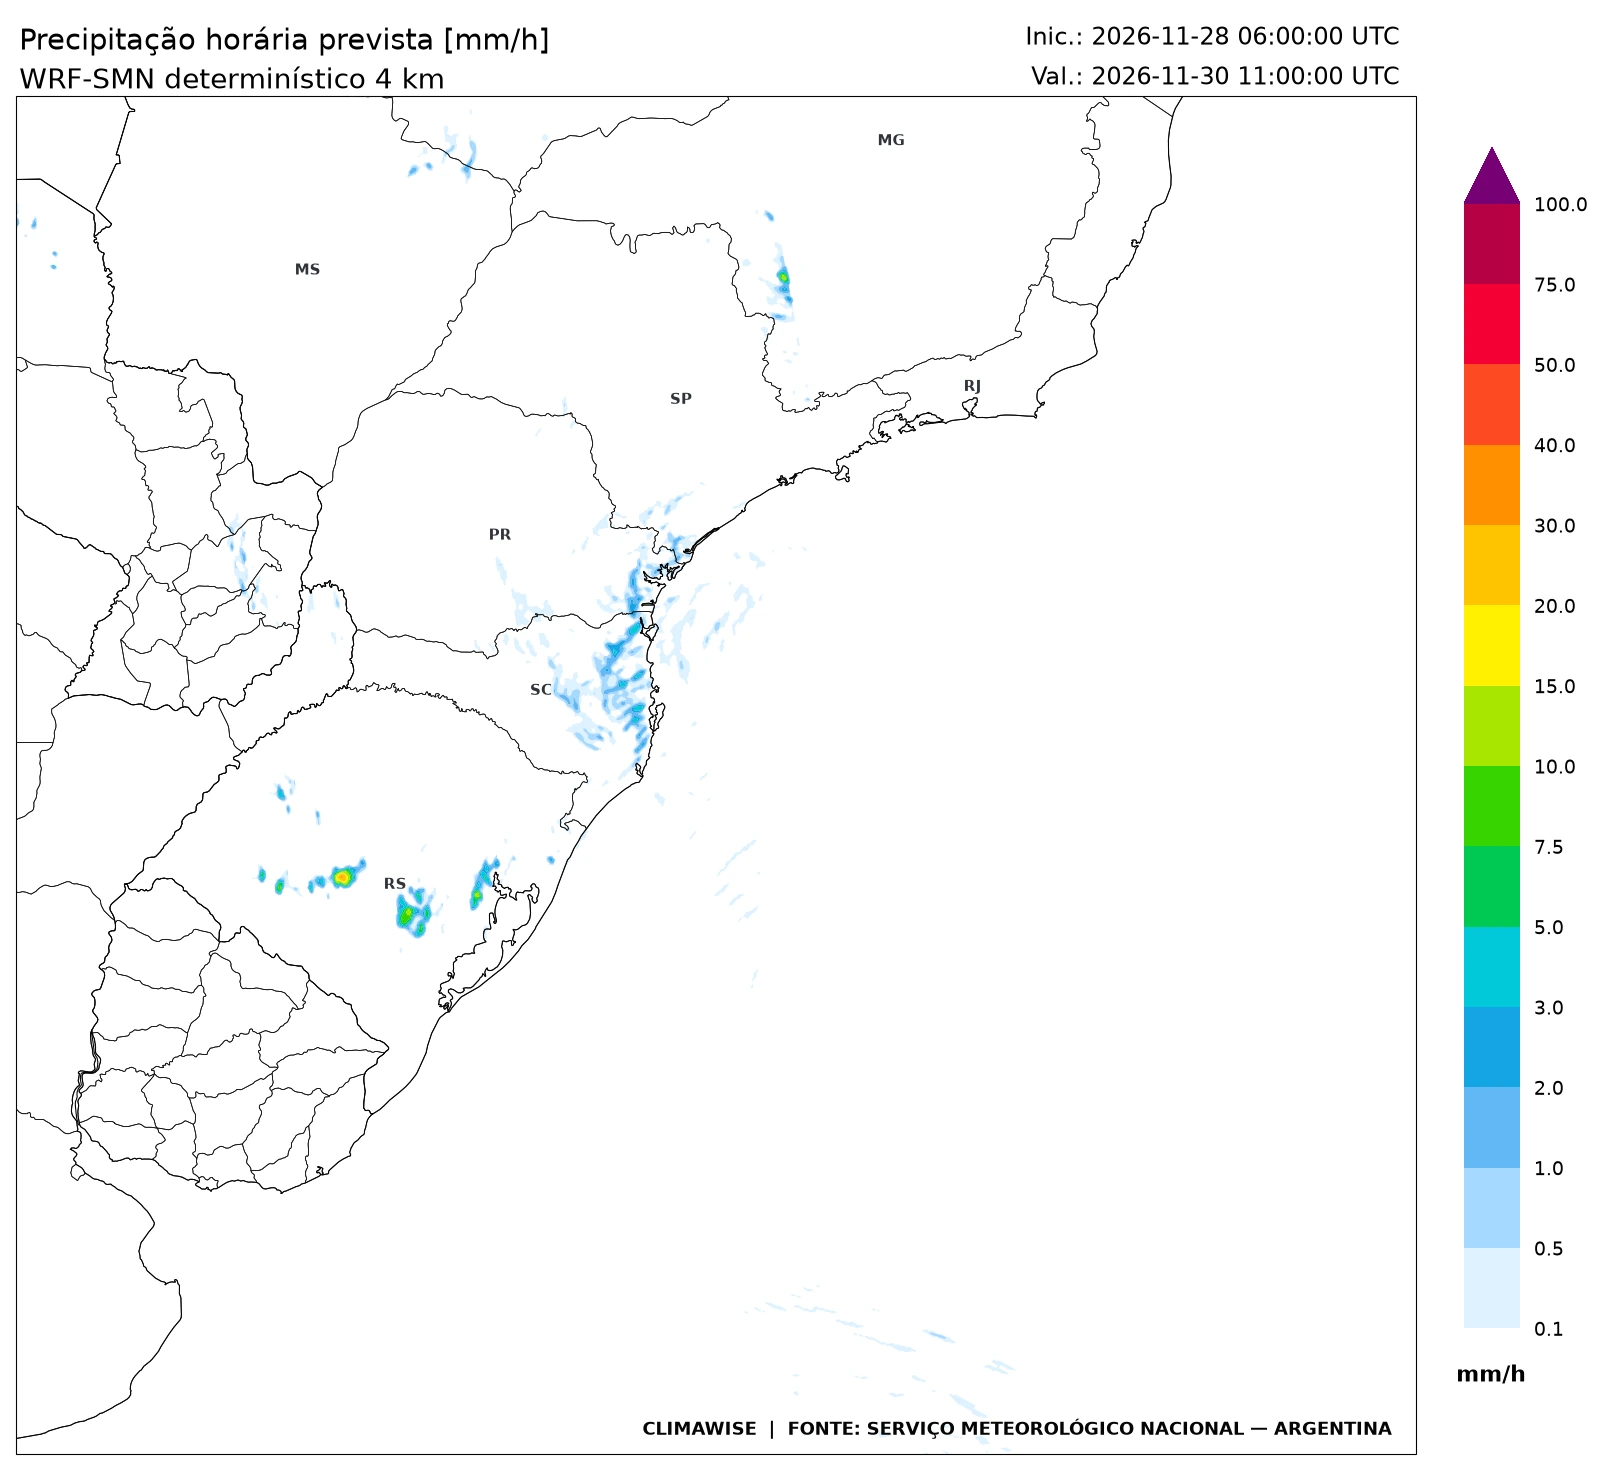 Precipitação horária prevista [mm/h]
WRF-SMN determinístico 4 km
Inic.: 2026-11-28 06:00:00 UTC
Val.: 2026-11-30 11:00:00 UTC
MG
MS
SP
RJ
PR
SC
RS
100.0
75.0
50.0
40.0
30.0
20.0
15.0
10.0
7.5
5.0
3.0
2.0
1.0
0.5
0.1
mm/h
CLIMAWISE | FONTE: SERVIÇO METEOROLÓGICO NACIONAL — ARGENTINA